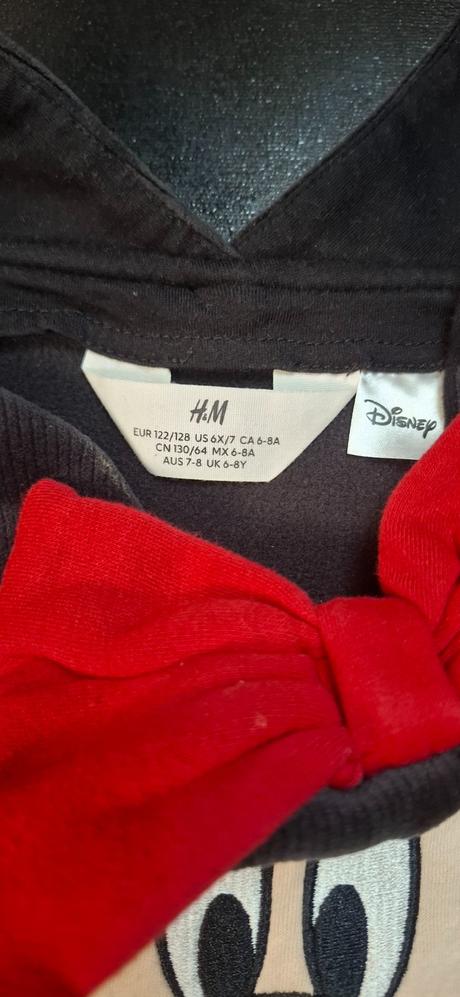 H&M
EUR 122/128 US 6X/7 CA 6-8A
CN 130/64 MX 6-8A
AUS 7-8 UK 6-8Y
Disney